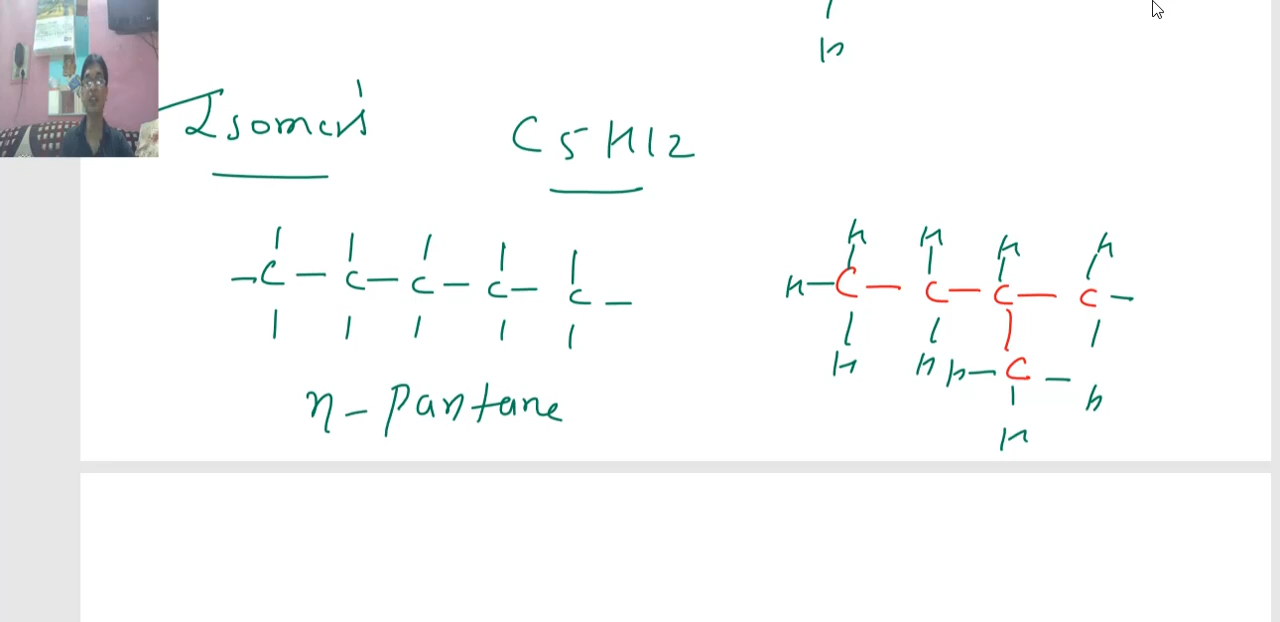 h
Isomers
C5H12
H H H H
C - C - C - C - C
H - C - C - C - C
H H H - C - H
H
n - pantane